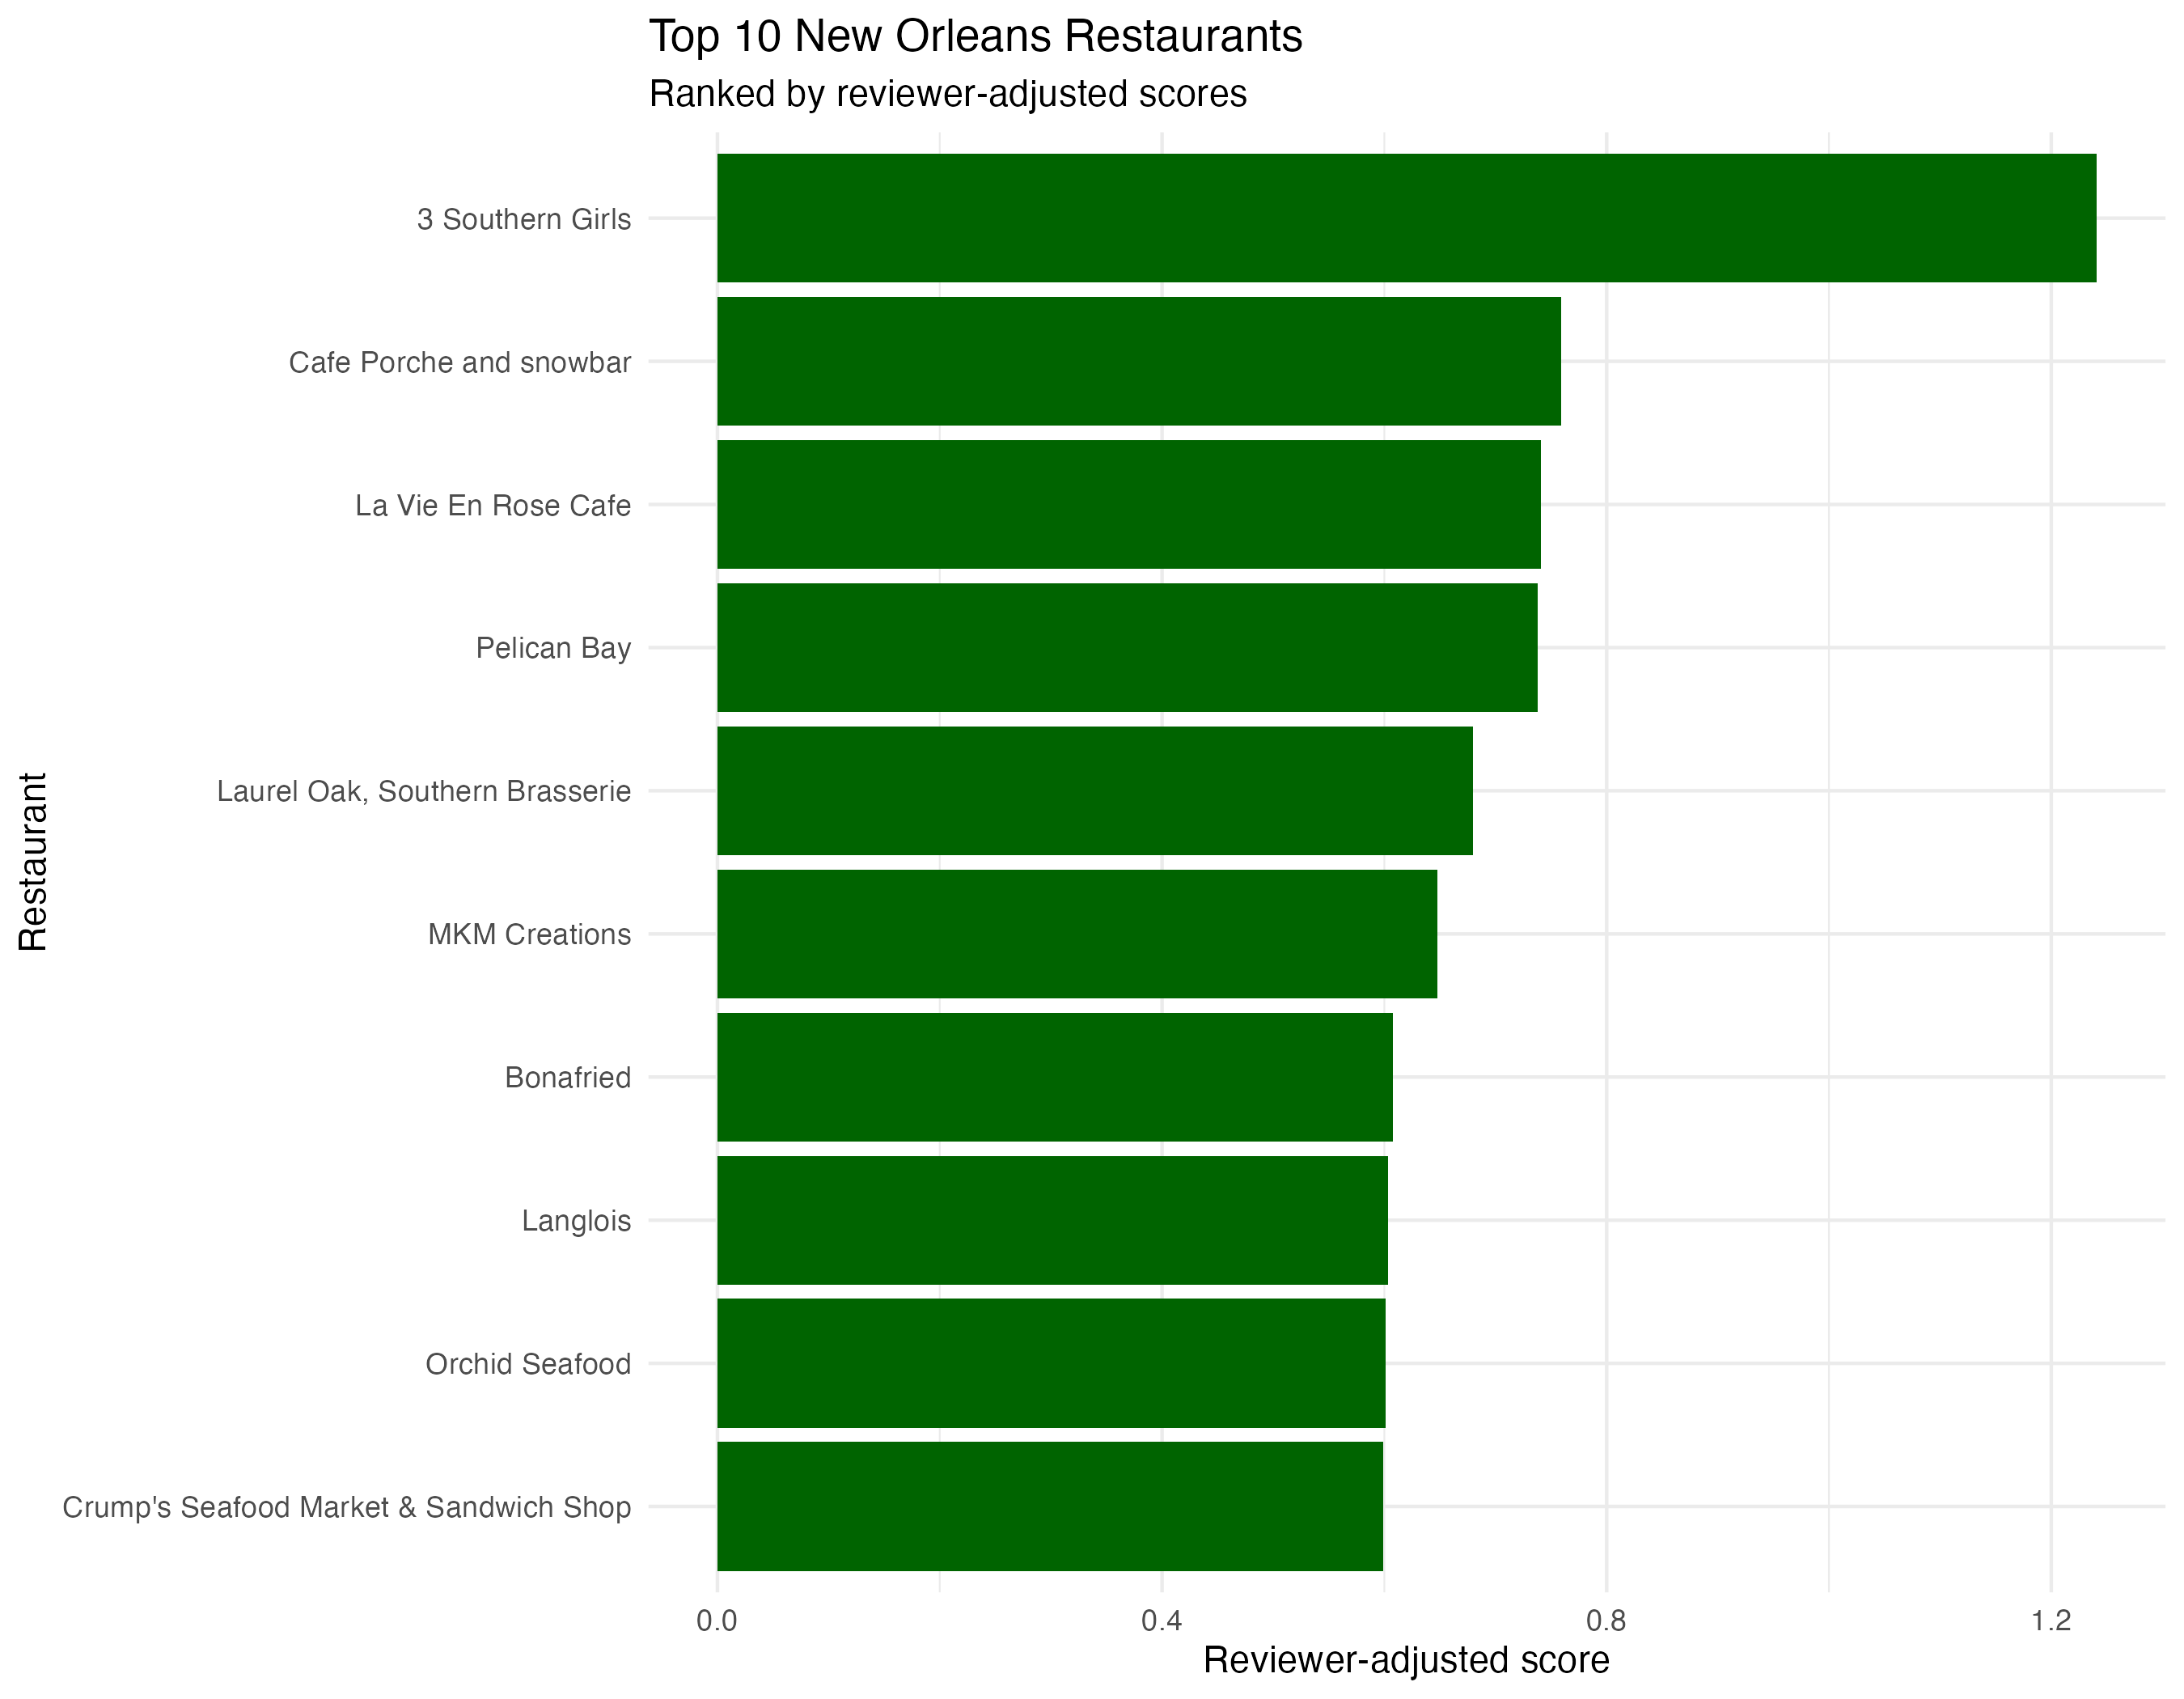 Top 10 New Orleans Restaurants
Ranked by reviewer-adjusted scores
Restaurant
3 Southern Girls
Cafe Porche and snowbar
La Vie En Rose Cafe
Pelican Bay
Laurel Oak, Southern Brasserie
MKM Creations
Bonafried
Langlois
Orchid Seafood
Crump's Seafood Market & Sandwich Shop
0.0 0.4 0.8 1.2
Reviewer-adjusted score